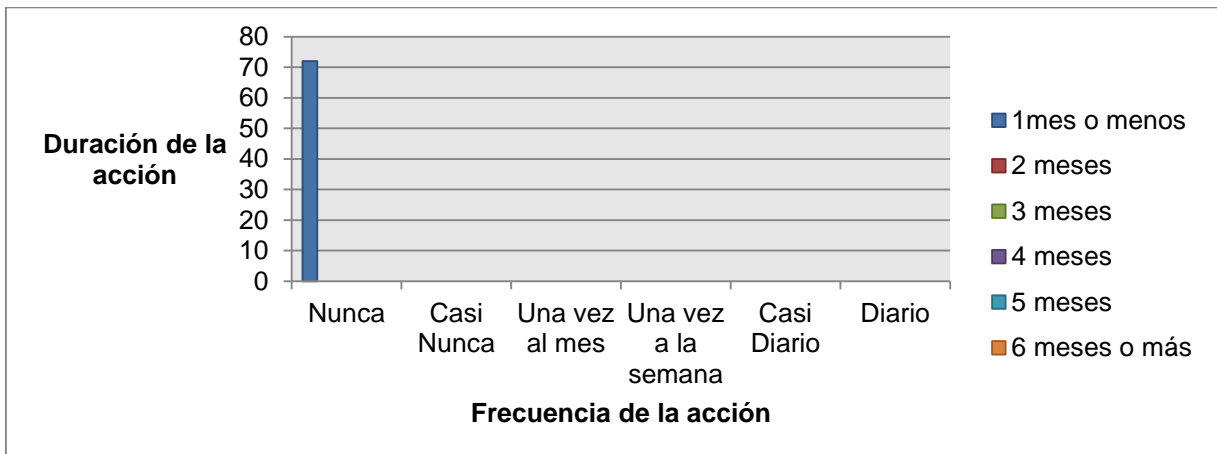 80
70
60
50
40
30
20
10
0
Duración de la
acción
Nunca
Casi
Nunca
Una vez
al mes
Una vez
a la
semana
Casi
Diario
Diario
Frecuencia de la acción
1mes o menos
2 meses
3 meses
4 meses
5 meses
6 meses o más